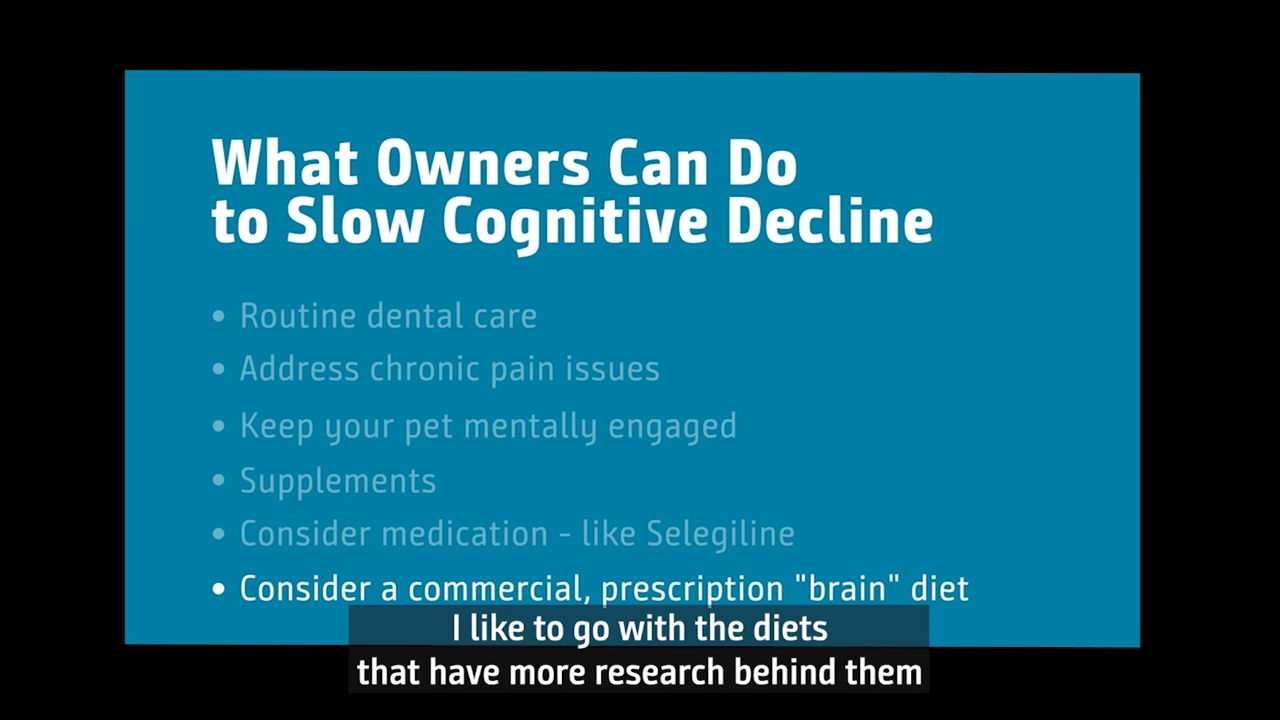 What Owners Can Do
to Slow Cognitive Decline
• Routine dental care
• Address chronic pain issues
• Keep your pet mentally engaged
• Supplements
• Consider medication - like Selegiline
• Consider a commercial, prescription "brain" diet
I like to go with the diets
that have more research behind them